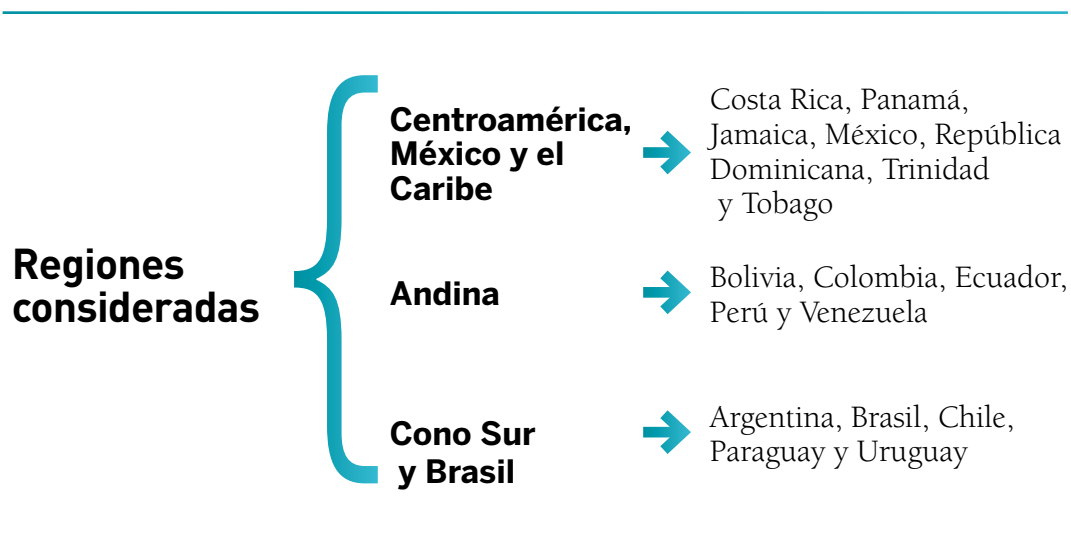 Regiones
consideradas
Centroamérica,
México y el
Caribe
Costa Rica, Panamá,
Jamaica, México, República
Dominicana, Trinidad
y Tobago
Andina
Bolivia, Colombia, Ecuador,
Perú y Venezuela
Cono Sur
y Brasil
Argentina, Brasil, Chile,
Paraguay y Uruguay